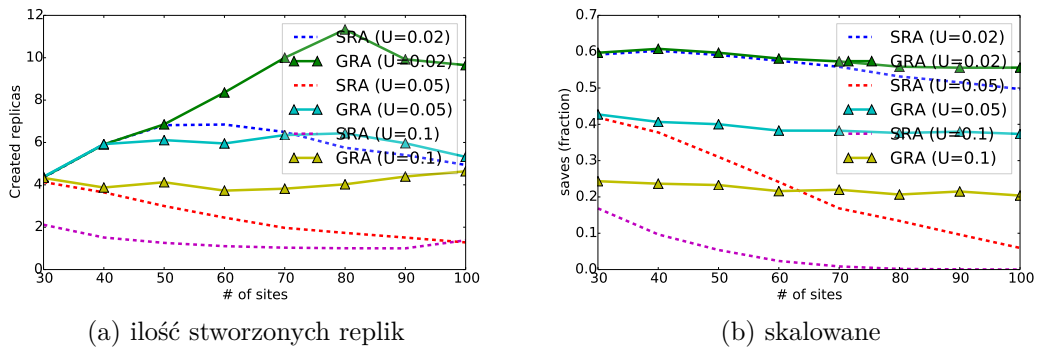 12
10
8
6
4
2
0
Created replicas
30 40 50 60 70 80 90 100
# of sites
SRA (U=0.02)
GRA (U=0.02)
SRA (U=0.05)
GRA (U=0.05)
SRA (U=0.1)
GRA (U=0.1)
(a) ilość stworzonych replik
0.7
0.6
0.5
0.4
0.3
0.2
0.1
0.0
saves (fraction)
30 40 50 60 70 80 90 100
# of sites
SRA (U=0.02)
GRA (U=0.02)
SRA (U=0.05)
GRA (U=0.05)
SRA (U=0.1)
GRA (U=0.1)
(b) skalowane